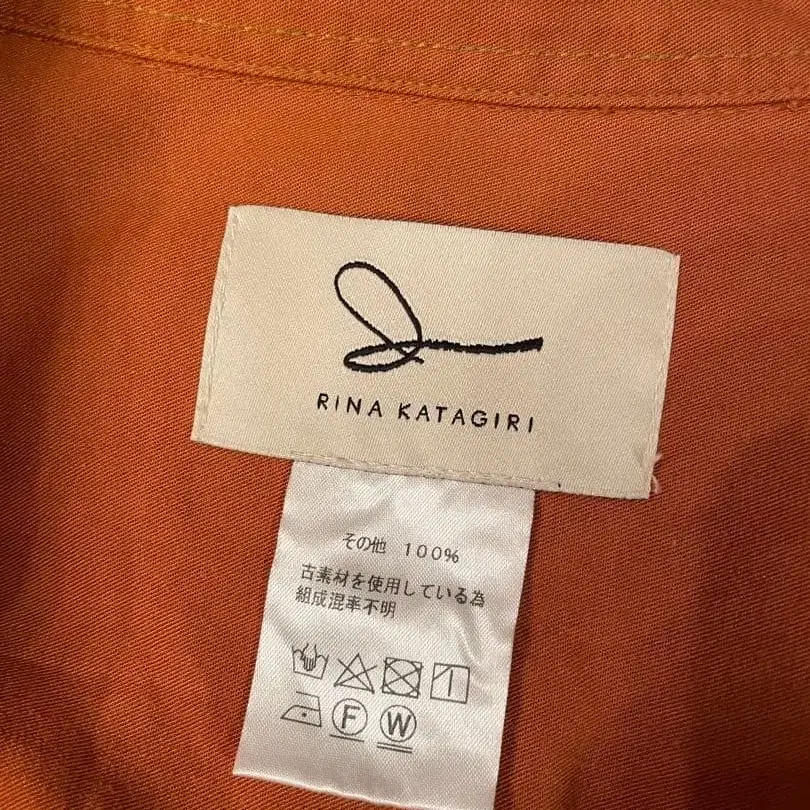 RINA KATAGIRI
その他 100%
古素材を使用している為
組成混率不明
F W